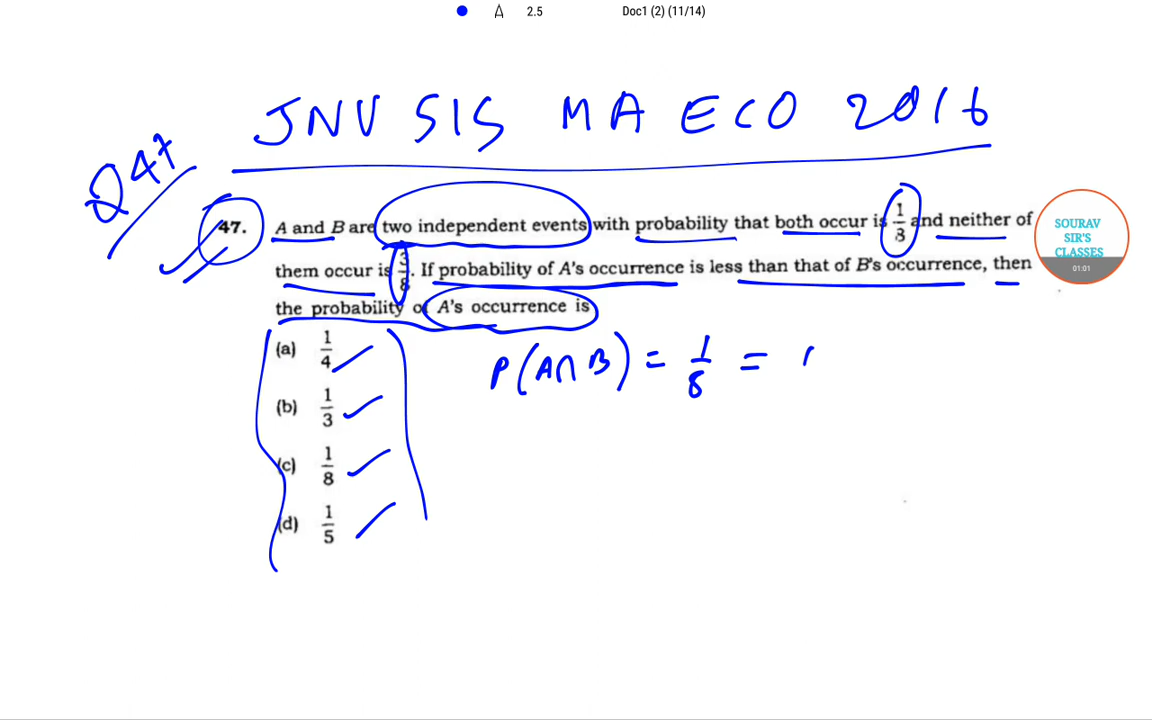 2.5 Doc1 (2) (11/14)
JNU SIS MA ECO 2016
Q47
47. A and B are two independent events with probability that both occur is 1/8 and neither of
them occur is 3/8. If probability of A's occurrence is less than that of B's occurrence, then
the probability of A's occurrence is
(a) 1/4
(b) 1/3
(c) 1/8
(d) 1/5
P(A∩B) = 1/8 =
SOURAV
SIR'S
CLASSES
01:01